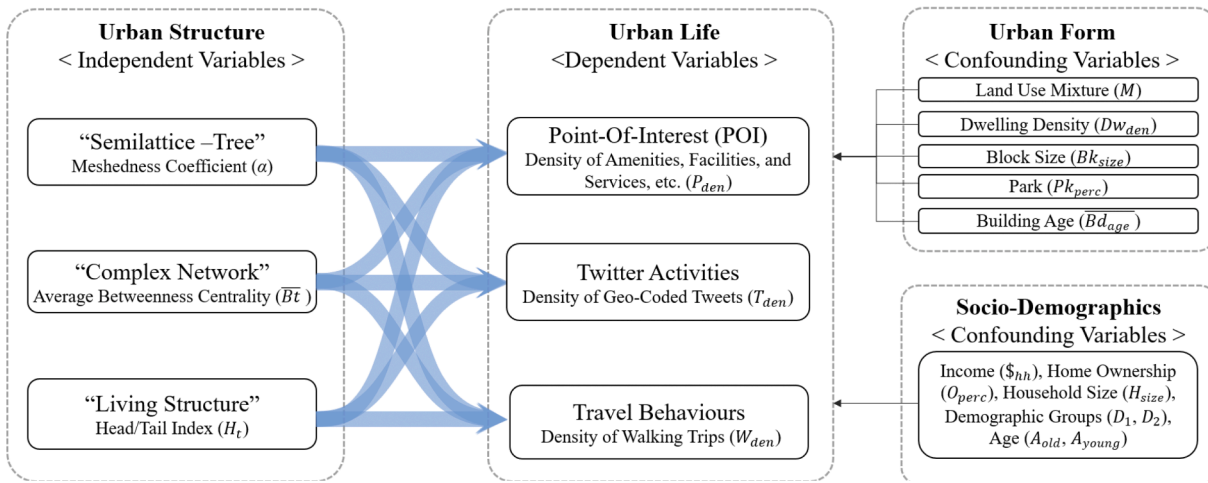 Urban Structure
< Independent Variables >
“Semilattice –Tree”
Meshedness Coefficient (α)
“Complex Network”
Average Betweenness Centrality (B̅t̅)
“Living Structure”
Head/Tail Index (H_t)
Urban Life
<Dependent Variables >
Point-Of-Interest (POI)
Density of Amenities, Facilities, and
Services, etc. (P_den)
Twitter Activities
Density of Geo-Coded Tweets (T_den)
Travel Behaviours
Density of Walking Trips (W_den)
Urban Form
< Confounding Variables >
Land Use Mixture (M)
Dwelling Density (Dw_den)
Block Size (Bk_size)
Park (Pk_perc)
Building Age (B̅d̅_age)
Socio-Demographics
< Confounding Variables >
Income ($_hh), Home Ownership
(O_perc), Household Size (H_size),
Demographic Groups (D_1, D_2),
Age (A_old, A_young)